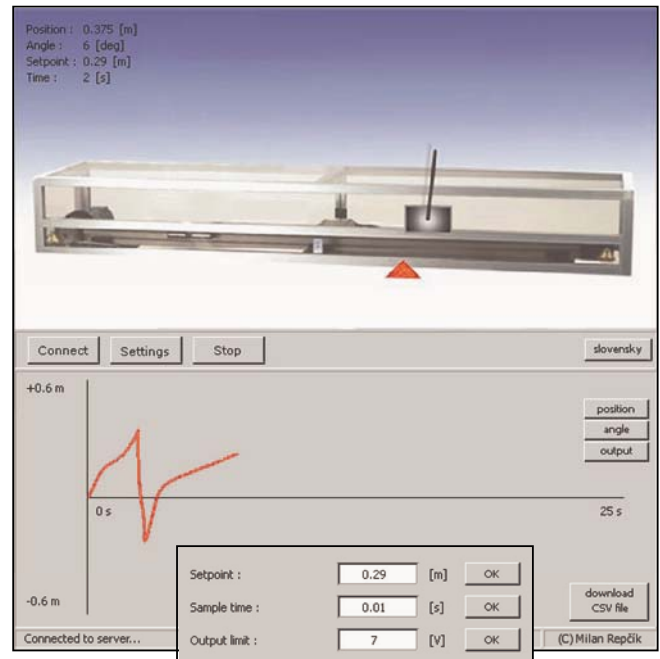 Position : 0.375 [m]
Angle : 6 [deg]
Setpoint : 0.29 [m]
Time : 2 [s]
Connect Settings Stop slovensky
+0.6 m
position
angle
output
0 s 25 s
Setpoint : 0.29 [m] OK
Sample time : 0.01 [s] OK
Output limit : 7 [V] OK
-0.6 m
download
CSV file
Connected to server... (C) Milan Repčík